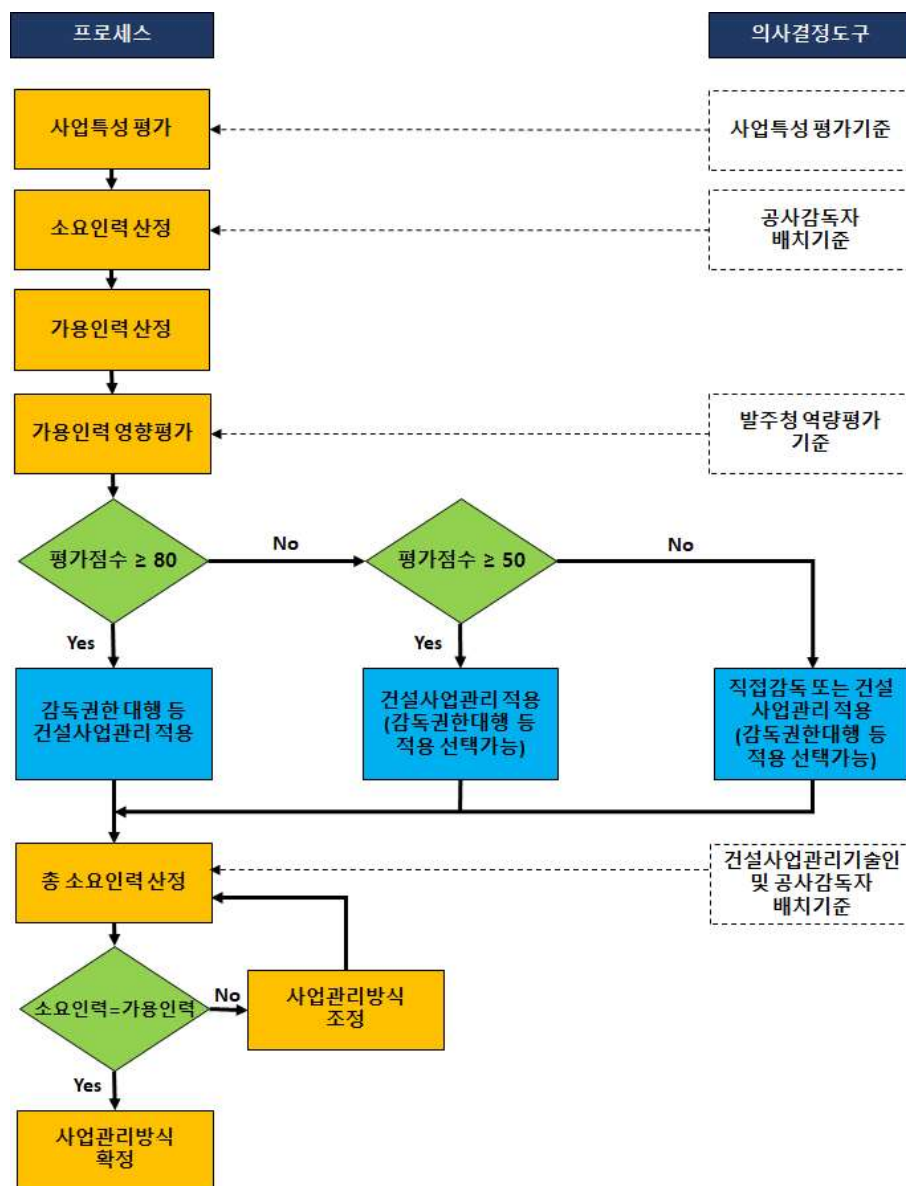 프로세스
의사결정도구
사업특성 평가
사업특성 평가기준
소요인력 산정
공사감독자
배치기준
가용인력 산정
가용인력 영향평가
발주청 역량평가
기준
평가점수 ≥ 80
No
평가점수 ≥ 50
No
Yes
Yes
감독권한 대행 등
건설사업관리 적용
건설사업관리 적용
(감독권한대행 등
적용 선택가능)
직접감독 또는 건설
사업관리 적용
(감독권한대행 등
적용 선택가능)
총 소요인력 산정
건설사업관리기술인
및 공사감독자
배치기준
소요인력=가용인력
No
사업관리방식
조정
Yes
사업관리방식
확정